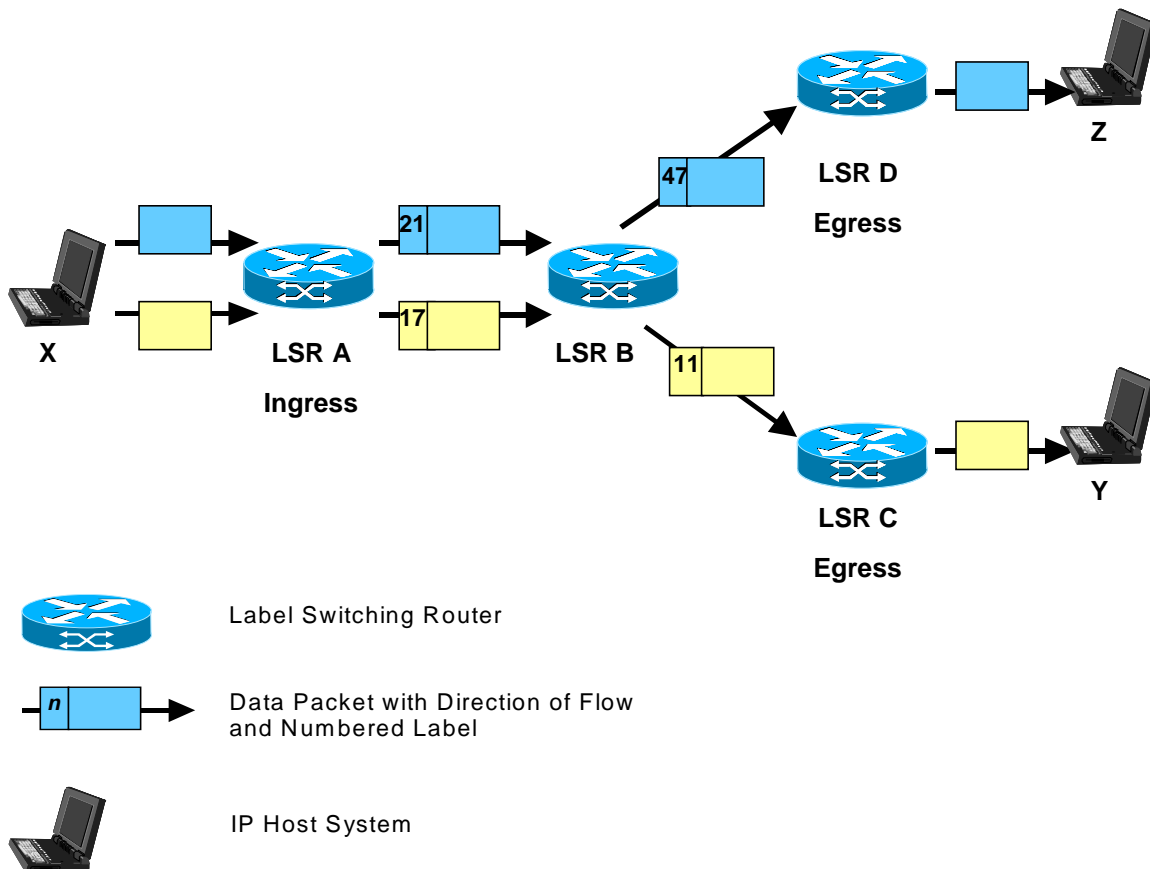 Z
47
LSR D
Egress
21
17
X
LSR A
Ingress
LSR B
11
Y
LSR C
Egress
Label Switching Router
n
Data Packet with Direction of Flow
and Numbered Label
IP Host System